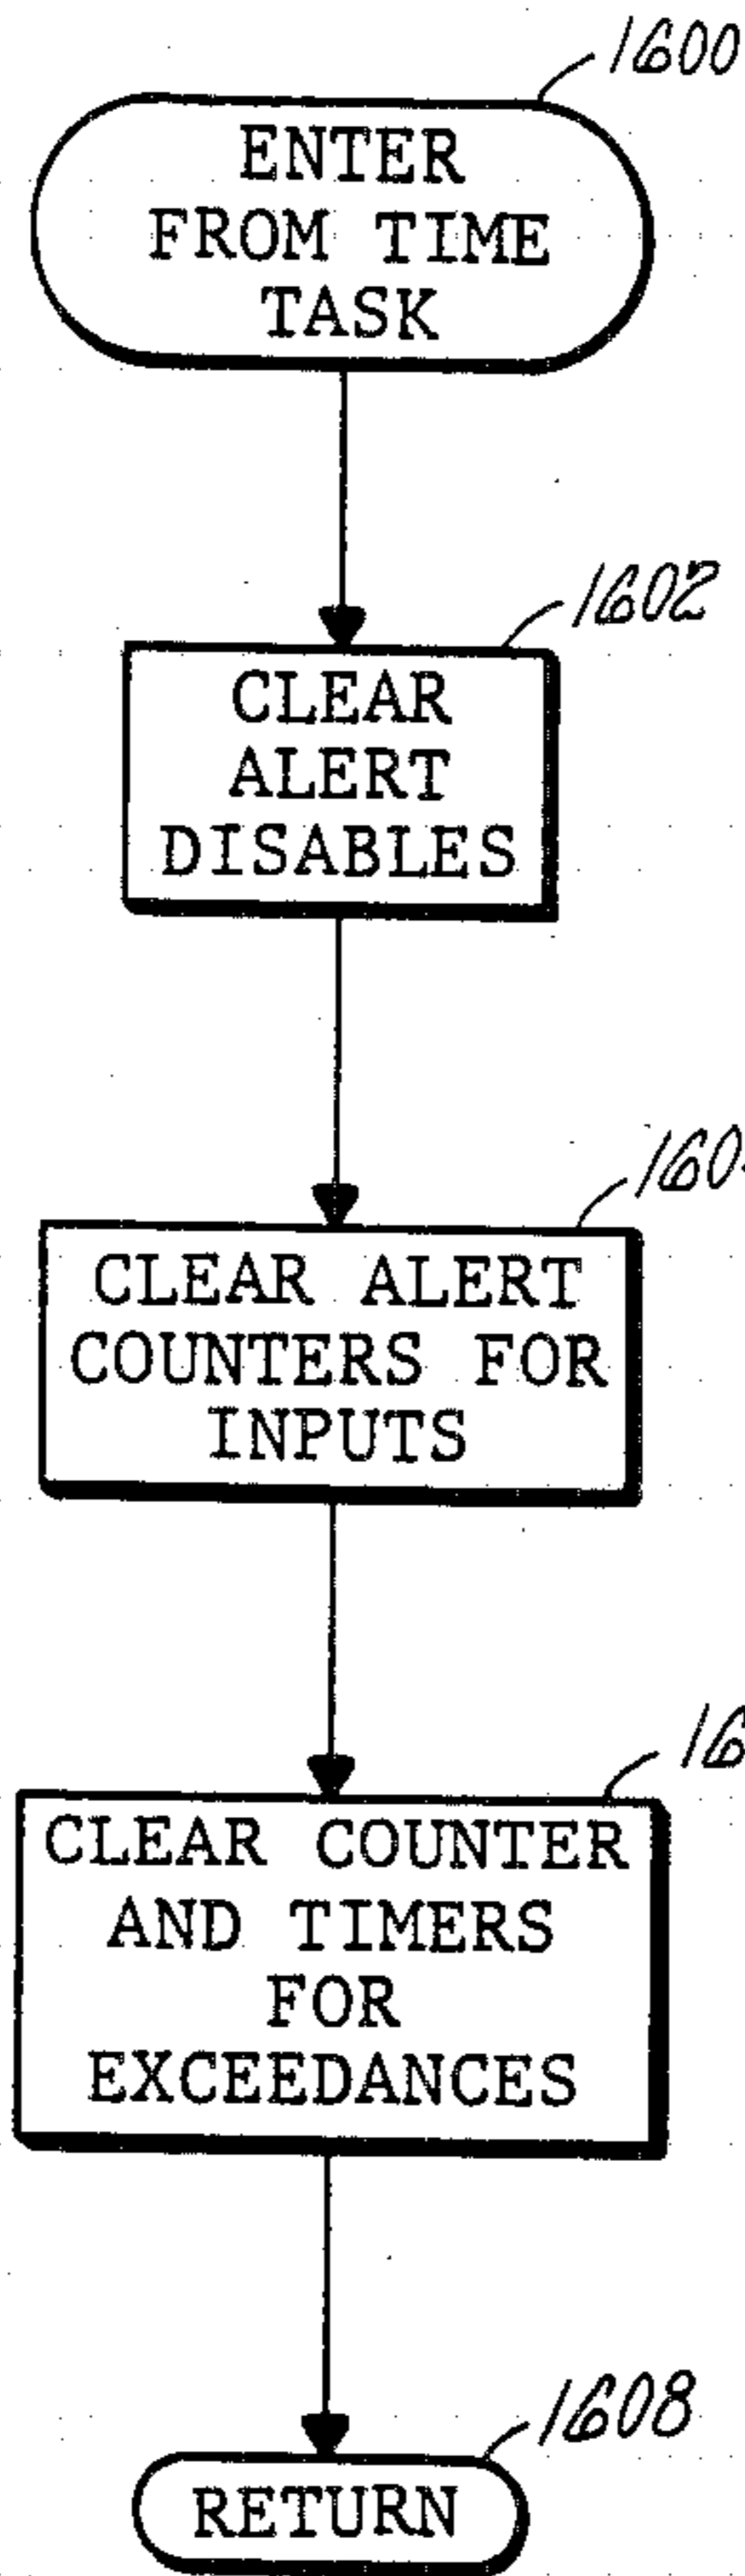 1600
ENTER
FROM TIME
TASK
1602
CLEAR
ALERT
DISABLES
CLEAR ALERT
COUNTERS FOR
INPUTS
CLEAR COUNTER
AND TIMERS
FOR
EXCEEDANCES
1608
RETURN